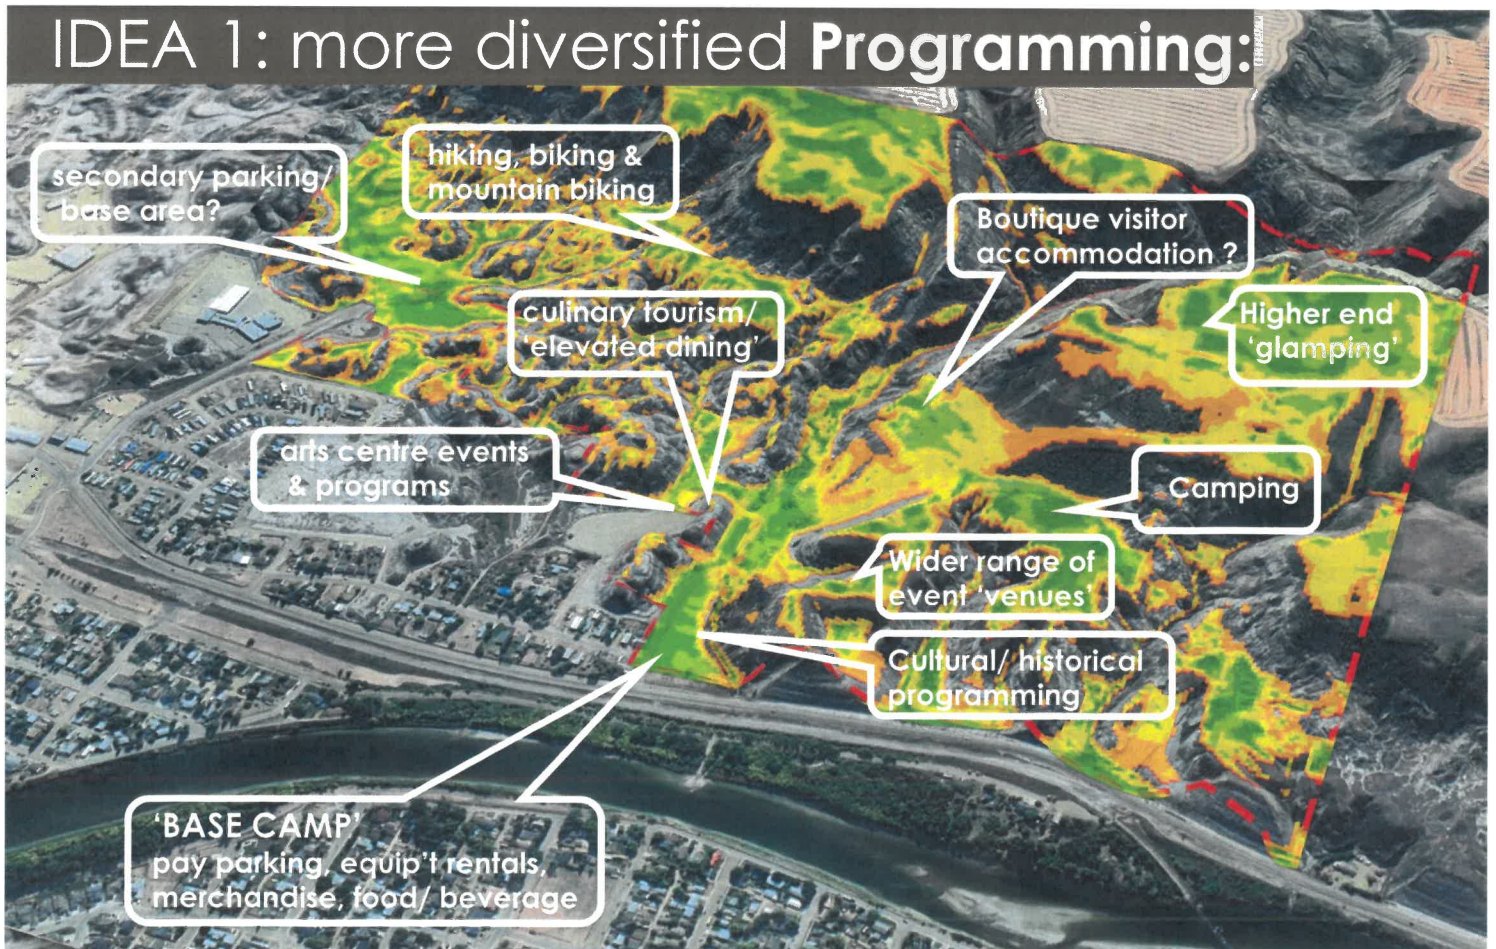 IDEA 1: more diversified Programming:
secondary parking/
base area?
hiking, biking &
mountain biking
Boutique visitor
accommodation ?
culinary tourism/
'elevated dining'
Higher end
'glamping'
arts centre events
& programs
Camping
Wider range of
event 'venues'
Cultural/ historical
programming
'BASE CAMP'
pay parking, equip't rentals,
merchandise, food/ beverage